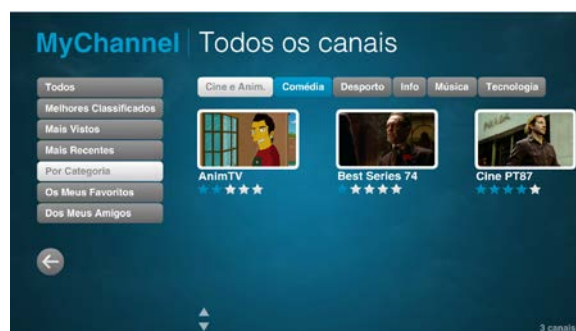 MyChannel Todos os canais
Todos
Melhores Classificados
Mais Vistos
Mais Recentes
Por Categoria
Os Meus Favoritos
Dos Meus Amigos
Cine e Anim. Comédia Desporto Info Música Tecnologia
AnimTV Best Series 74 Cine PT87
3 canais